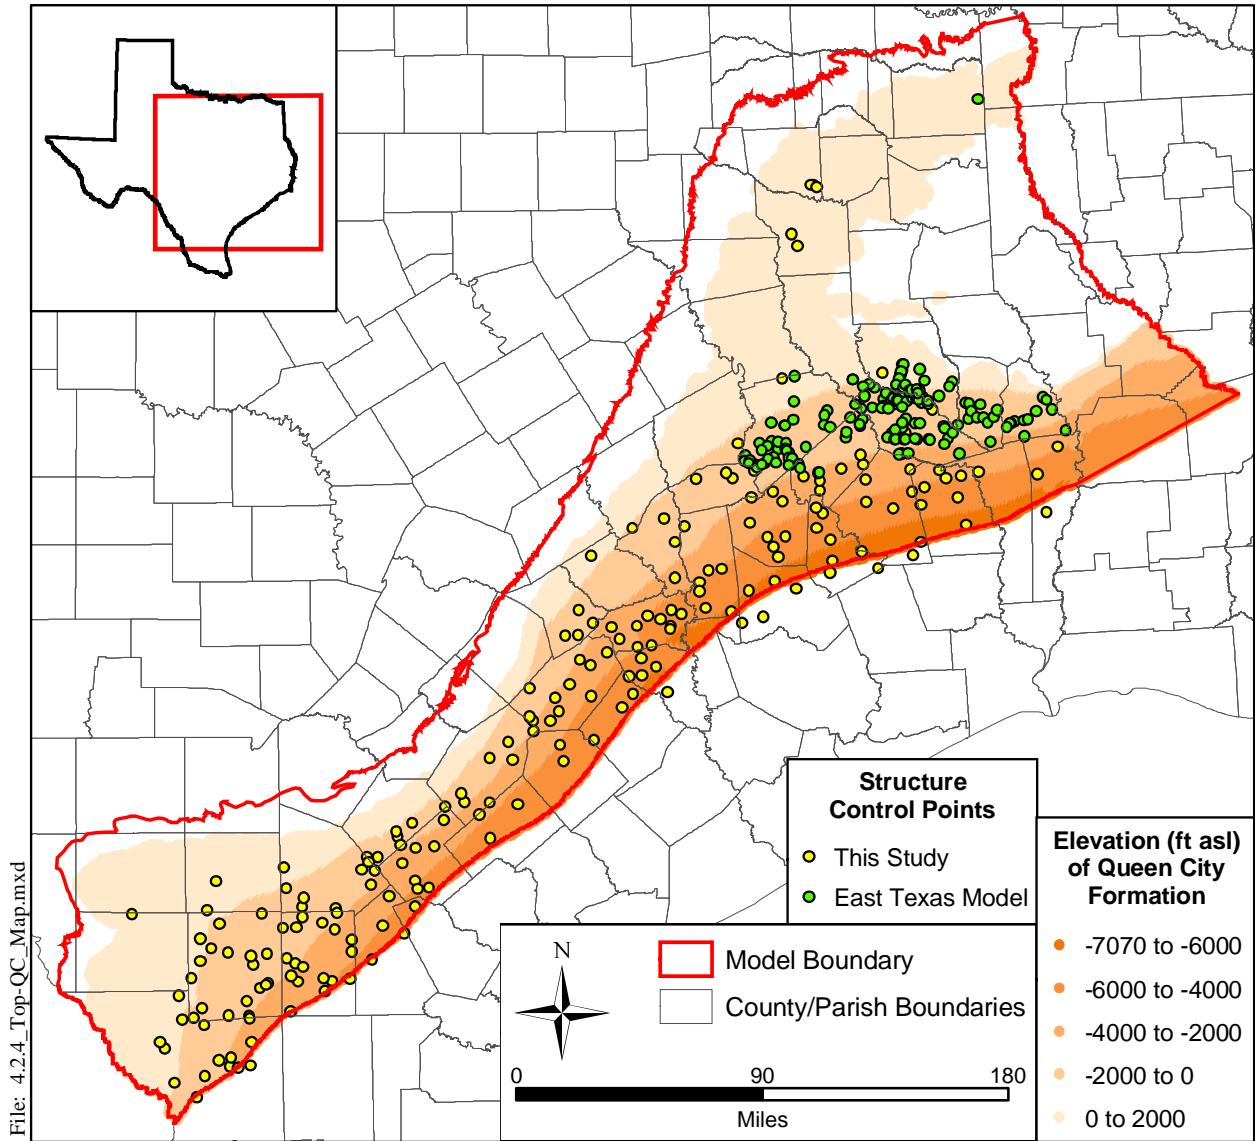 Structure
Control Points
This Study
East Texas Model
Elevation (ft asl)
of Queen City
Formation
-7070 to -6000
-6000 to -4000
-4000 to -2000
-2000 to 0
0 to 2000
N
Model Boundary
County/Parish Boundaries
0 90 180
Miles
File: 4.2.4_Top-QC_Map.mxd